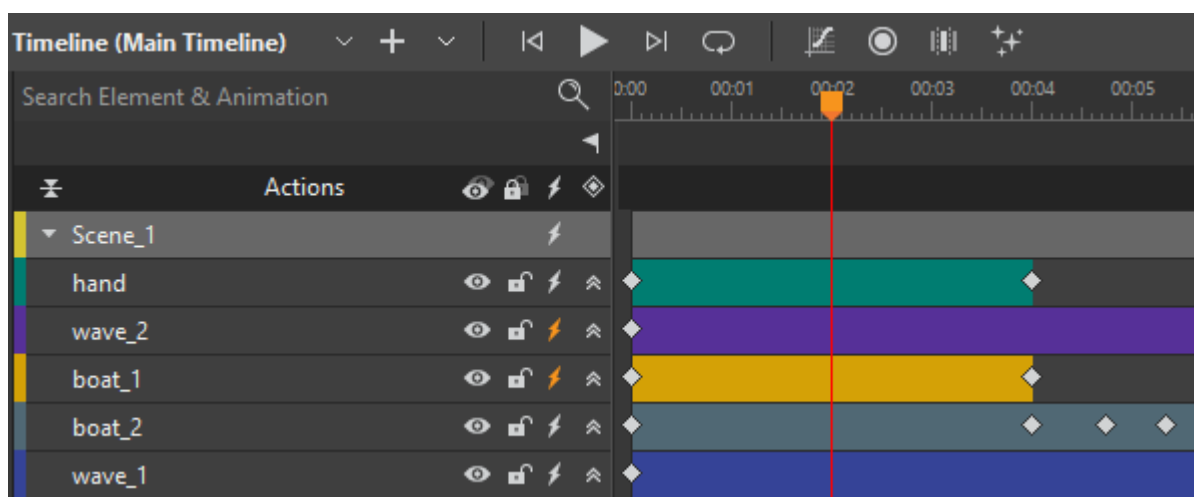 Timeline (Main Timeline)
Search Element & Animation
0:00 00:01 00:02 00:03 00:04 00:05
Actions
Scene_1
hand
wave_2
boat_1
boat_2
wave_1